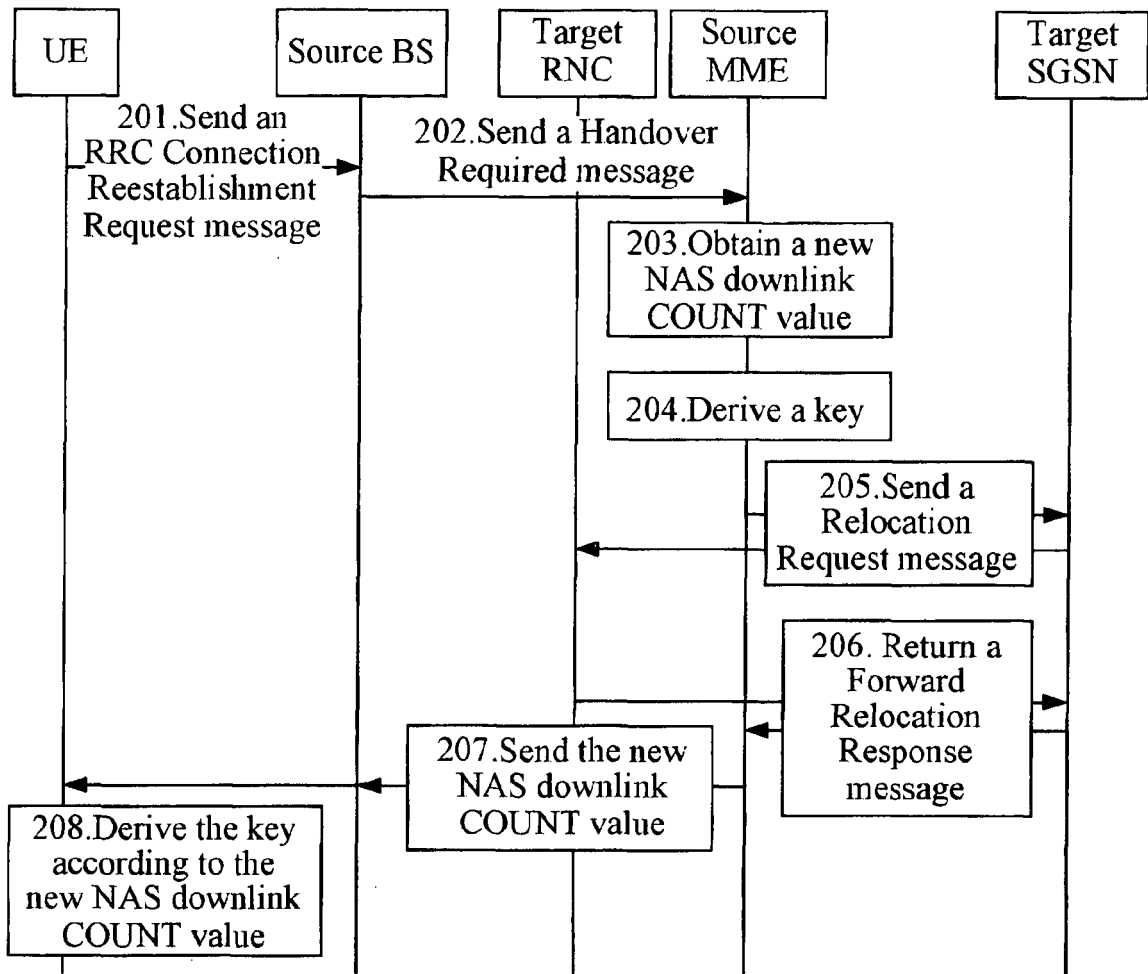 UE
Source BS
Target
RNC
Source
MME
Target
SGSN
201.Send an
RRC Connection
Reestablishment
Request message
202.Send a Handover
Required message
203.Obtain a new
NAS downlink
COUNT value
204.Derive a key
205.Send a
Relocation
Request message
206. Return a
Forward
Relocation
Response
message
207.Send the new
NAS downlink
COUNT value
208.Derive the key
according to the
new NAS downlink
COUNT value